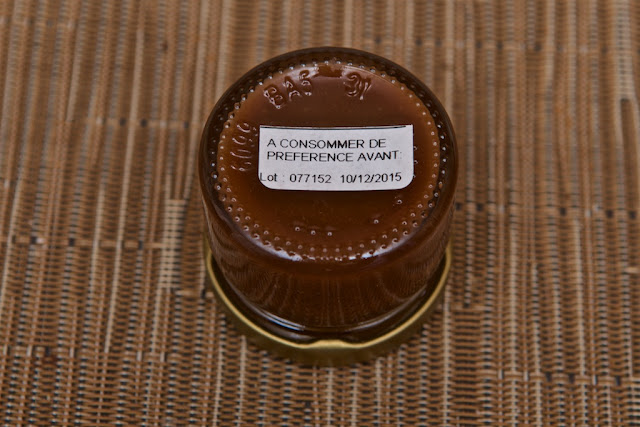 A CONSOMMER DE
PREFERENCE AVANT:
Lot : 077152 10/12/2015